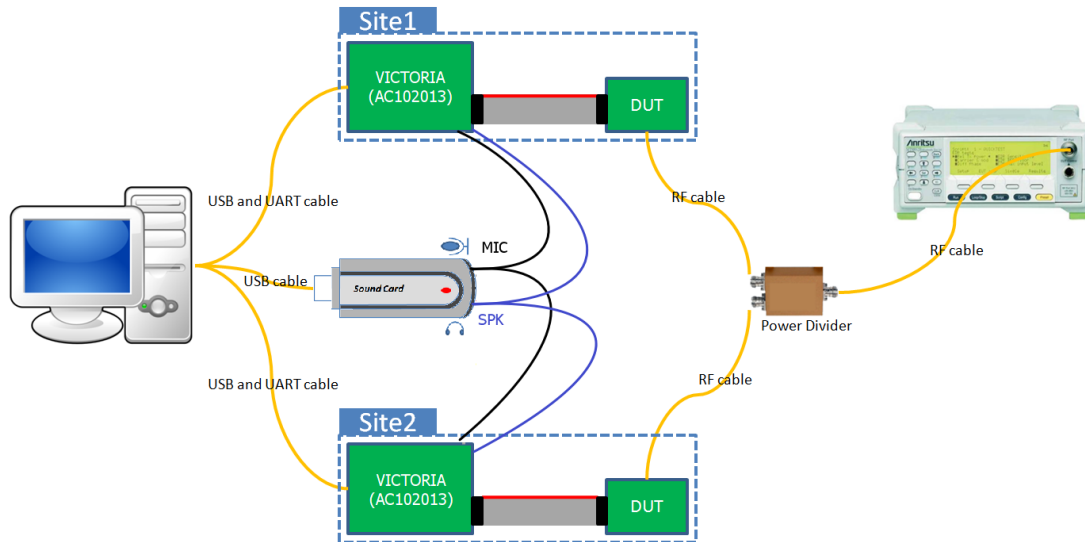 Site1
VICTORIA
(AC102013)
DUT
Anritsu
USB and UART cable
RF cable
MIC
RF cable
USB cable
Sound Card
SPK
Power Divider
USB and UART cable
RF cable
Site2
VICTORIA
(AC102013)
DUT